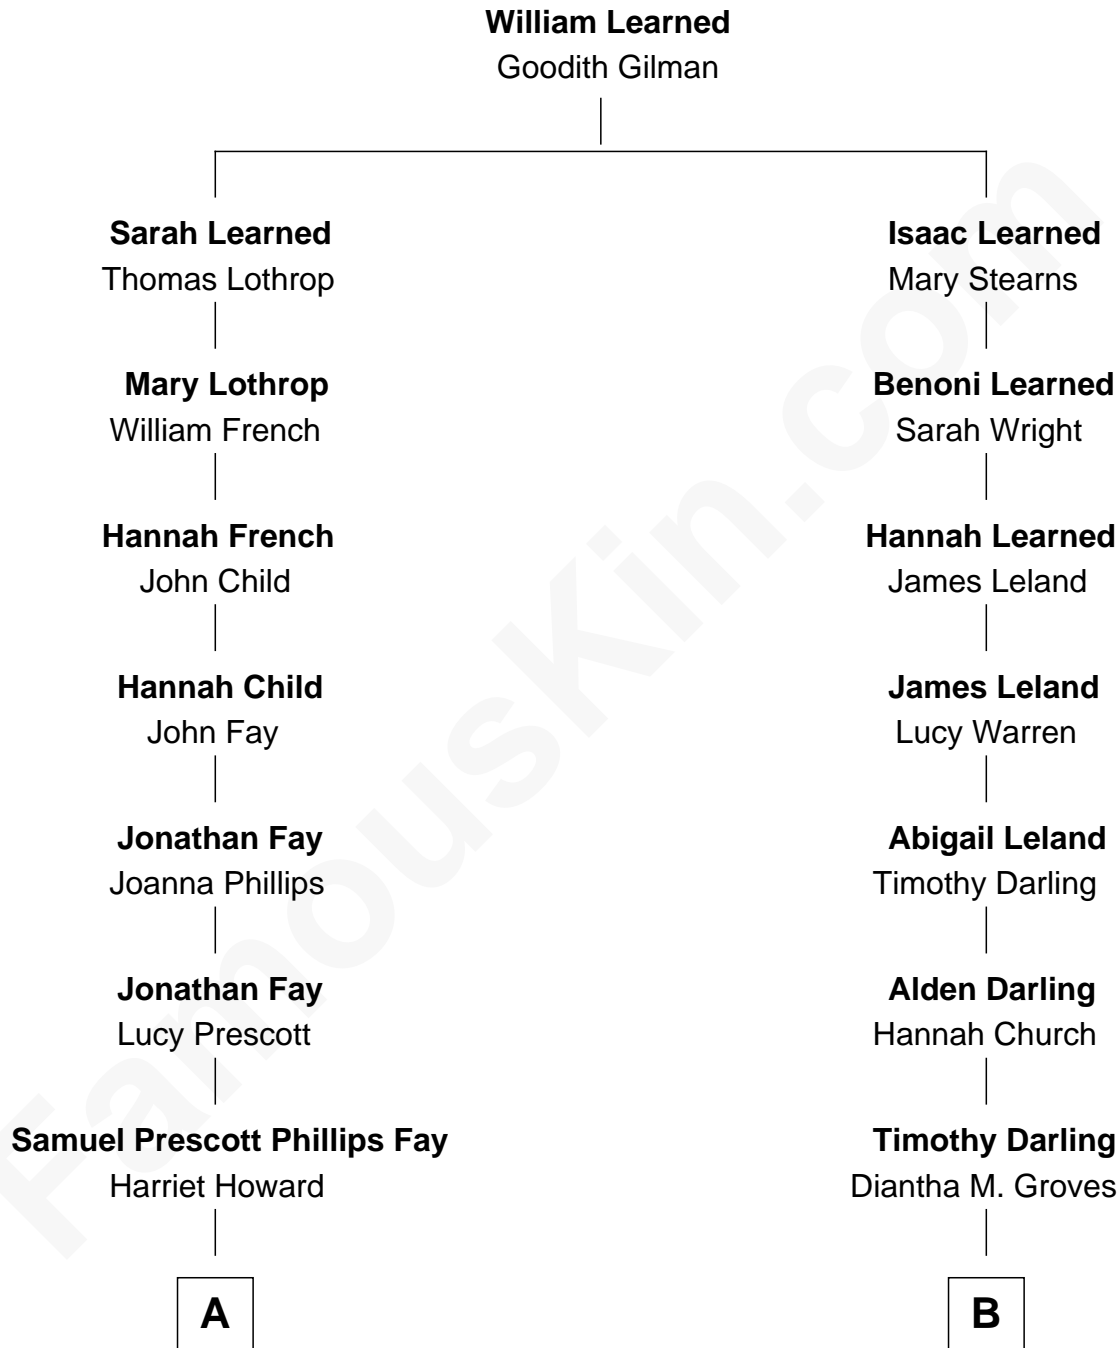 William Learned
Goodith Gilman
Sarah Learned
Thomas Lothrop
Isaac Learned
Mary Stearns
Mary Lothrop
William French
Benoni Learned
Sarah Wright
Hannah French
John Child
Hannah Learned
James Leland
Hannah Child
John Fay
James Leland
Lucy Warren
Jonathan Fay
Joanna Phillips
Abigail Leland
Timothy Darling
Jonathan Fay
Lucy Prescott
Alden Darling
Hannah Church
Samuel Prescott Phillips Fay
Harriet Howard
Timothy Darling
Diantha M. Groves
A
B
FamousKin.com